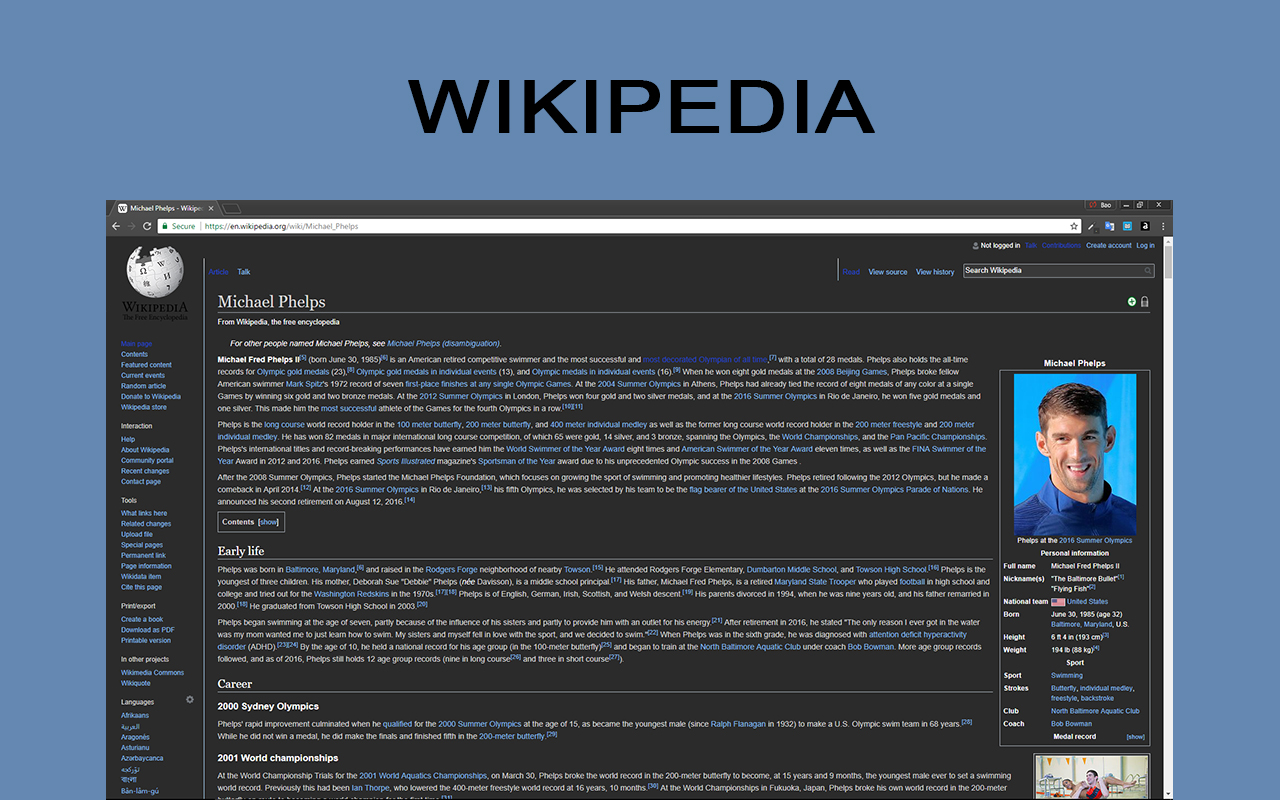 WIKIPEDIA
Michael Phelps - Wikipe
Bao
Secure | https://en.wikipedia.org/wiki/Michael_Phelps
Not logged in Talk Contributions Create account Log in
Article Talk
Read View source View history Search Wikipedia
WIKIPEDIA
The Free Encyclopedia
Main page
Contents
Featured content
Current events
Random article
Donate to Wikipedia
Wikipedia store
Interaction
Help
About Wikipedia
Community portal
Recent changes
Contact page
Tools
What links here
Related changes
Upload file
Special pages
Permanent link
Page information
Wikidata item
Cite this page
Print/export
Create a book
Download as PDF
Printable version
In other projects
Wikimedia Commons
Wikiquote
Languages
Afrikaans
العربية
Aragonés
Asturianu
Azərbaycanca
تۆرکجه
বাংলা
Bân-lâm-gú
Michael Phelps
From Wikipedia, the free encyclopedia
For other people named Michael Phelps, see Michael Phelps (disambiguation).
Michael Fred Phelps II[5] (born June 30, 1985)[6] is an American retired competitive swimmer and the most successful and most decorated Olympian of all time,[7] with a total of 28 medals. Phelps also holds the all-time
records for Olympic gold medals (23),[8] Olympic gold medals in individual events (13), and Olympic medals in individual events (16).[9] When he won eight gold medals at the 2008 Beijing Games, Phelps broke fellow
American swimmer Mark Spitz's 1972 record of seven first-place finishes at any single Olympic Games. At the 2004 Summer Olympics in Athens, Phelps had already tied the record of eight medals of any color at a single
Games by winning six gold and two bronze medals. At the 2012 Summer Olympics in London, Phelps won four gold and two silver medals, and at the 2016 Summer Olympics in Rio de Janeiro, he won five gold medals and
one silver. This made him the most successful athlete of the Games for the fourth Olympics in a row.[10][11]
Phelps is the long course world record holder in the 100 meter butterfly, 200 meter butterfly, and 400 meter individual medley as well as the former long course world record holder in the 200 meter freestyle and 200 meter
individual medley. He has won 82 medals in major international long course competition, of which 65 were gold, 14 silver, and 3 bronze, spanning the Olympics, the World Championships, and the Pan Pacific Championships.
Phelps's international titles and record-breaking performances have earned him the World Swimmer of the Year Award eight times and American Swimmer of the Year Award eleven times, as well as the FINA Swimmer of the
Year Award in 2012 and 2016. Phelps earned Sports Illustrated magazine's Sportsman of the Year award due to his unprecedented Olympic success in the 2008 Games .
After the 2008 Summer Olympics, Phelps started the Michael Phelps Foundation, which focuses on growing the sport of swimming and promoting healthier lifestyles. Phelps retired following the 2012 Olympics, but he made a
comeback in April 2014.[12] At the 2016 Summer Olympics in Rio de Janeiro,[13] his fifth Olympics, he was selected by his team to be the flag bearer of the United States at the 2016 Summer Olympics Parade of Nations. He
announced his second retirement on August 12, 2016.[14]
Contents [show]
Early life
Phelps was born in Baltimore, Maryland,[6] and raised in the Rodgers Forge neighborhood of nearby Towson.[15] He attended Rodgers Forge Elementary, Dumbarton Middle School, and Towson High School.[16] Phelps is the
youngest of three children. His mother, Deborah Sue "Debbie" Phelps (née Davisson), is a middle school principal.[17] His father, Michael Fred Phelps, is a retired Maryland State Trooper who played football in high school and
college and tried out for the Washington Redskins in the 1970s.[17][18] Phelps is of English, German, Irish, Scottish, and Welsh descent.[19] His parents divorced in 1994, when he was nine years old, and his father remarried in
2000.[18] He graduated from Towson High School in 2003.[20]
Phelps began swimming at the age of seven, partly because of the influence of his sisters and partly to provide him with an outlet for his energy.[21] After retirement in 2016, he stated "The only reason I ever got in the water
was my mom wanted me to just learn how to swim. My sisters and myself fell in love with the sport, and we decided to swim."[22] When Phelps was in the sixth grade, he was diagnosed with attention deficit hyperactivity
disorder (ADHD).[23][24] By the age of 10, he held a national record for his age group (in the 100-meter butterfly)[25] and began to train at the North Baltimore Aquatic Club under coach Bob Bowman. More age group records
followed, and as of 2016, Phelps still holds 12 age group records (nine in long course[26] and three in short course[27]).
Career
2000 Sydney Olympics
Phelps' rapid improvement culminated when he qualified for the 2000 Summer Olympics at the age of 15, as became the youngest male (since Ralph Flanagan in 1932) to make a U.S. Olympic swim team in 68 years.[28]
While he did not win a medal, he did make the finals and finished fifth in the 200-meter butterfly.[29]
2001 World championships
At the World Championship Trials for the 2001 World Aquatics Championships, on March 30, Phelps broke the world record in the 200-meter butterfly to become, at 15 years and 9 months, the youngest male ever to set a swimming
world record. Previously this had been Ian Thorpe, who lowered the 400-meter freestyle world record at 16 years, 10 months.[30] At the World Championships in Fukuoka, Japan, Phelps broke his own world record in the 200-meter
Michael Phelps
Phelps at the 2016 Summer Olympics
Personal information
Full name Michael Fred Phelps II
Nickname(s) "The Baltimore Bullet"[1]
"Flying Fish"[2]
National team United States
Born June 30, 1985 (age 32)
Baltimore, Maryland, U.S.
Height 6 ft 4 in (193 cm)[3]
Weight 194 lb (88 kg)[4]
Sport
Sport Swimming
Strokes Butterfly, individual medley,
freestyle, backstroke
Club North Baltimore Aquatic Club
Coach Bob Bowman
Medal record [show]